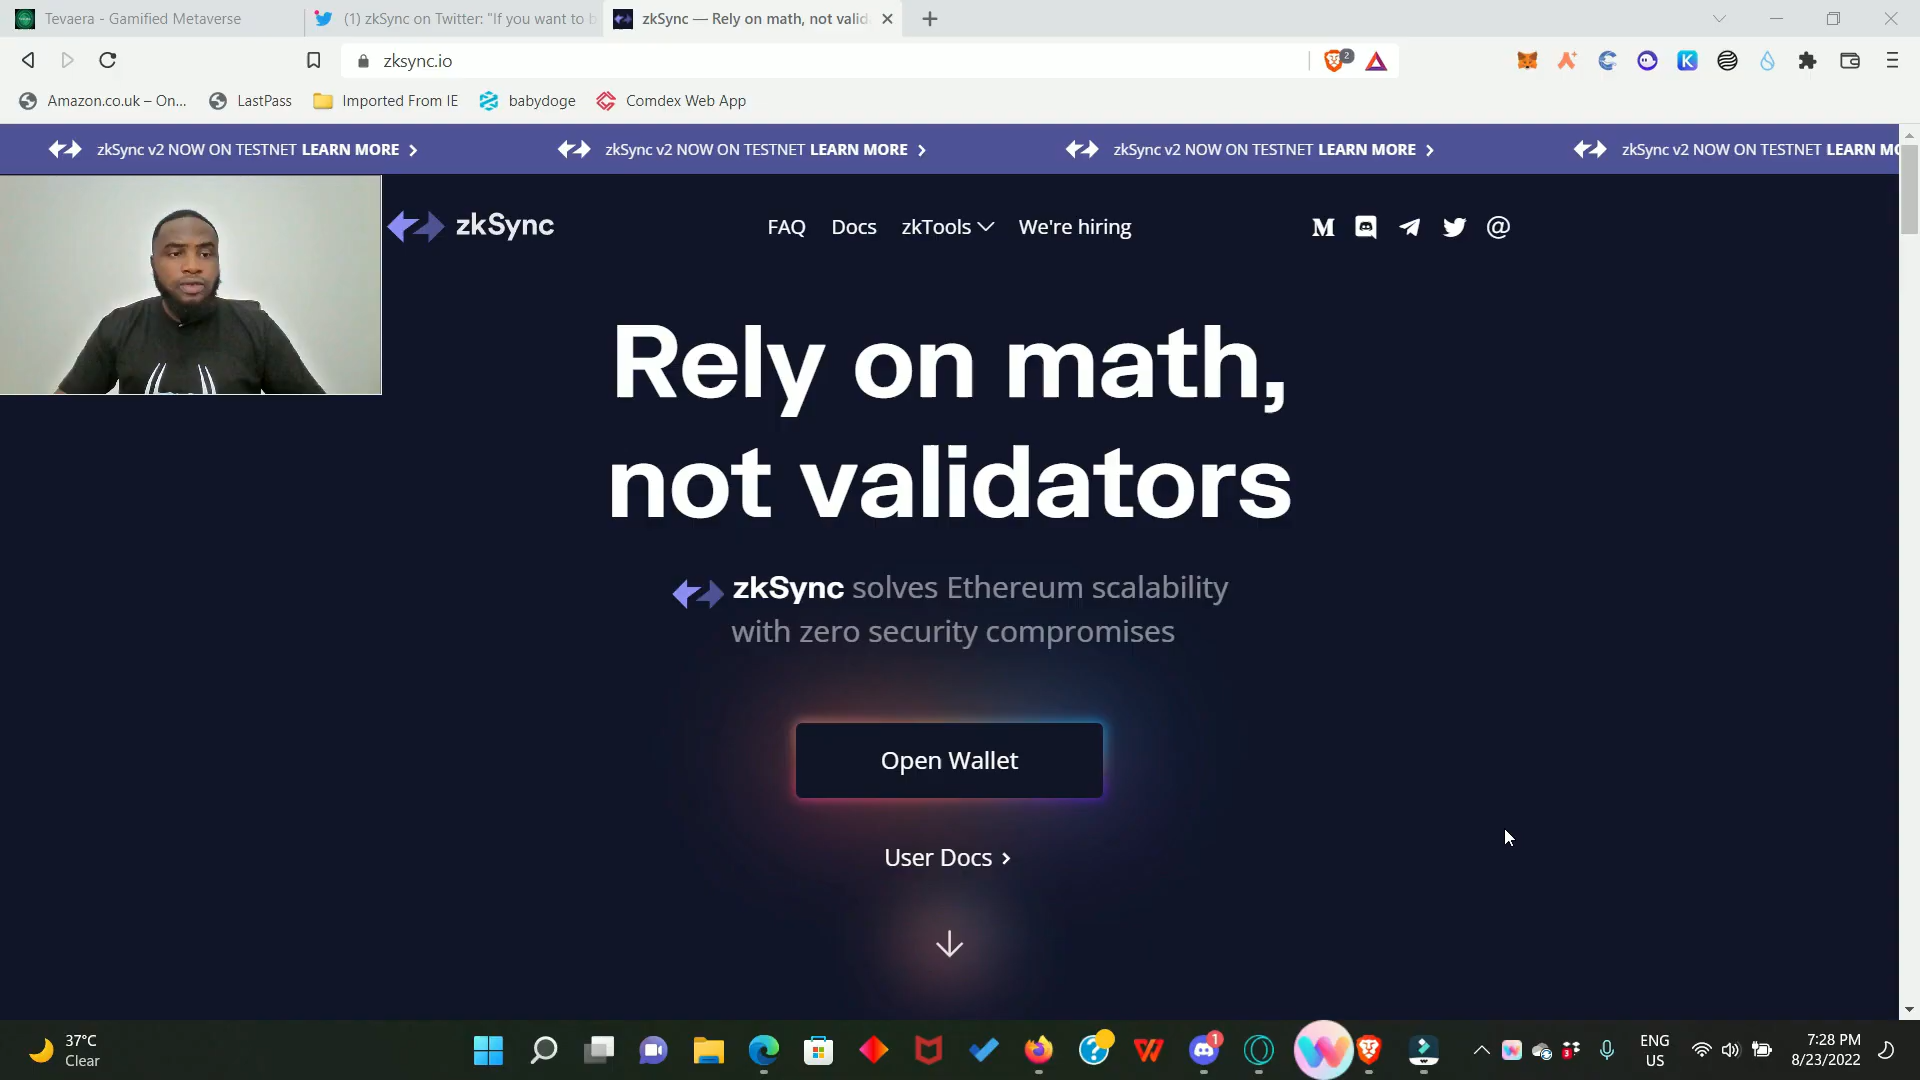 Tevaera - Gamified Metaverse
(1) zkSync on Twitter: "If you want to b
zkSync — Rely on math, not valid
zksync.io
2
Amazon.co.uk – On...
LastPass
Imported From IE
babydoge
Comdex Web App
zkSync v2 NOW ON TESTNET LEARN MORE
zkSync v2 NOW ON TESTNET LEARN MORE
zkSync v2 NOW ON TESTNET LEARN MORE
zkSync v2 NOW ON TESTNET LEARN MO
zkSync
FAQ
Docs
zkTools
We're hiring
Rely on math,
not validators
zkSync solves Ethereum scalability
with zero security compromises
Open Wallet
User Docs
37°C
Clear
1
3
ENG
US
7:28 PM
8/23/2022